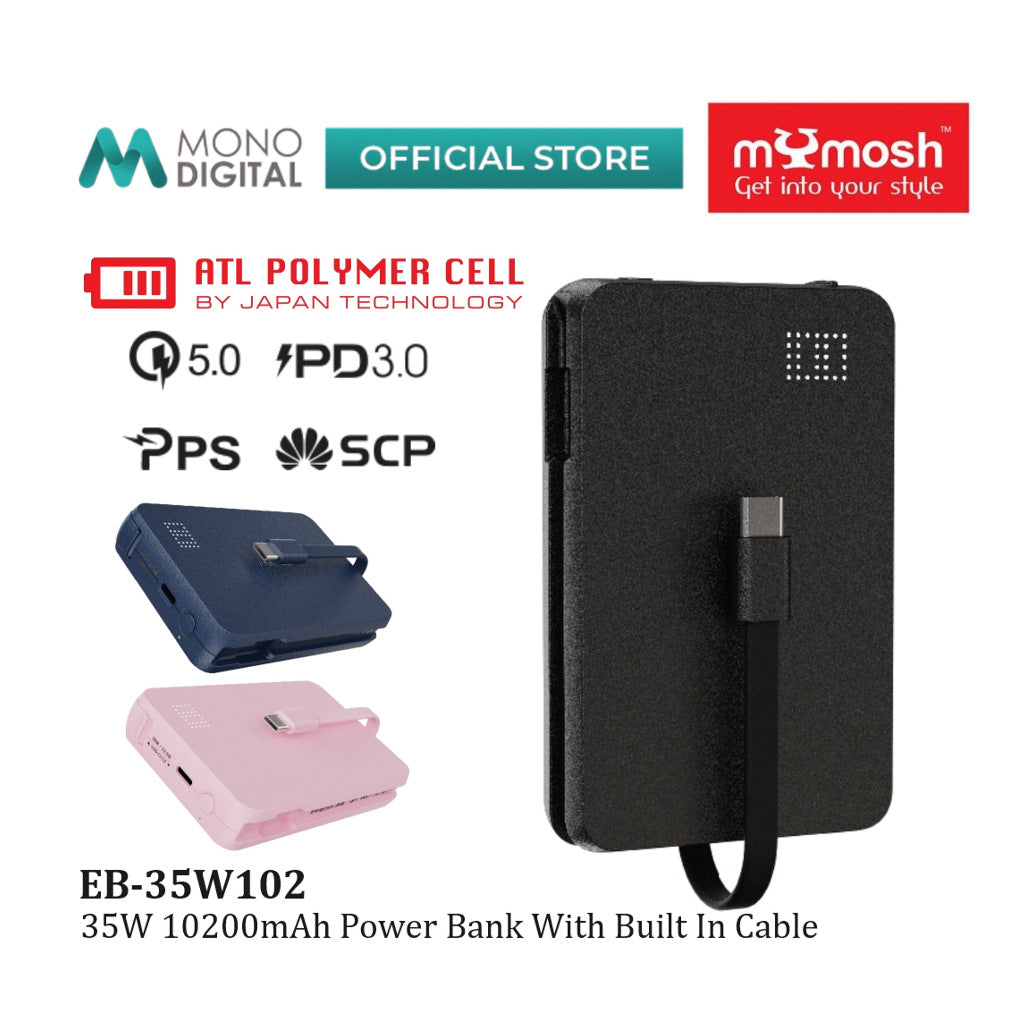 MONO
DIGITAL
OFFICIAL STORE
mymosh™
Get into your style
ATL POLYMER CELL
BY JAPAN TECHNOLOGY
5.0
PD3.0
PPS
SCP
EB-35W102
35W 10200mAh Power Bank With Built In Cable